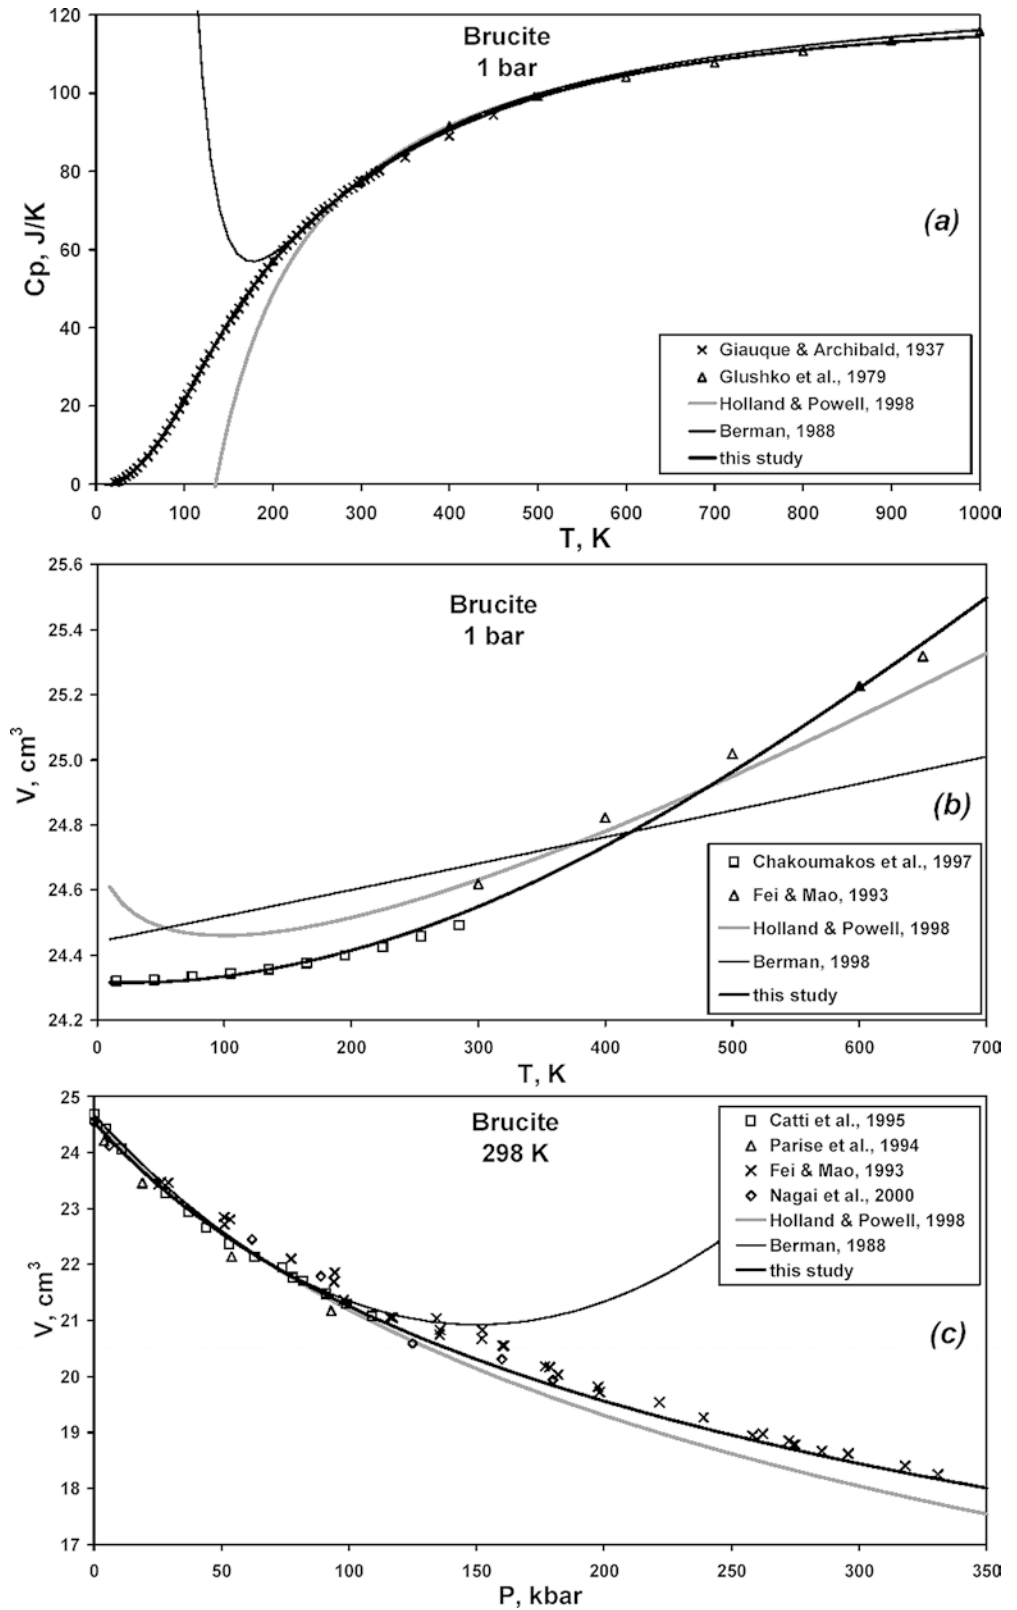 120
100
80
60
40
20
0
Cp, J/K
Brucite
1 bar
(a)
Giauque & Archibald, 1937
Glushko et al., 1979
Holland & Powell, 1998
Berman, 1988
this study
0 100 200 300 400 500 600 700 800 900 1000
T, K
25.6
25.4
25.2
25.0
24.8
24.6
24.4
24.2
V, cm³
Brucite
1 bar
(b)
Chakoumakos et al., 1997
Fei & Mao, 1993
Holland & Powell, 1998
Berman, 1998
this study
0 100 200 300 400 500 600 700
T, K
25
24
23
22
21
20
19
18
17
V, cm³
Brucite
298 K
Catti et al., 1995
Parise et al., 1994
Fei & Mao, 1993
Nagai et al., 2000
Holland & Powell, 1998
Berman, 1988
this study
(c)
0 50 100 150 200 250 300 350
P, kbar